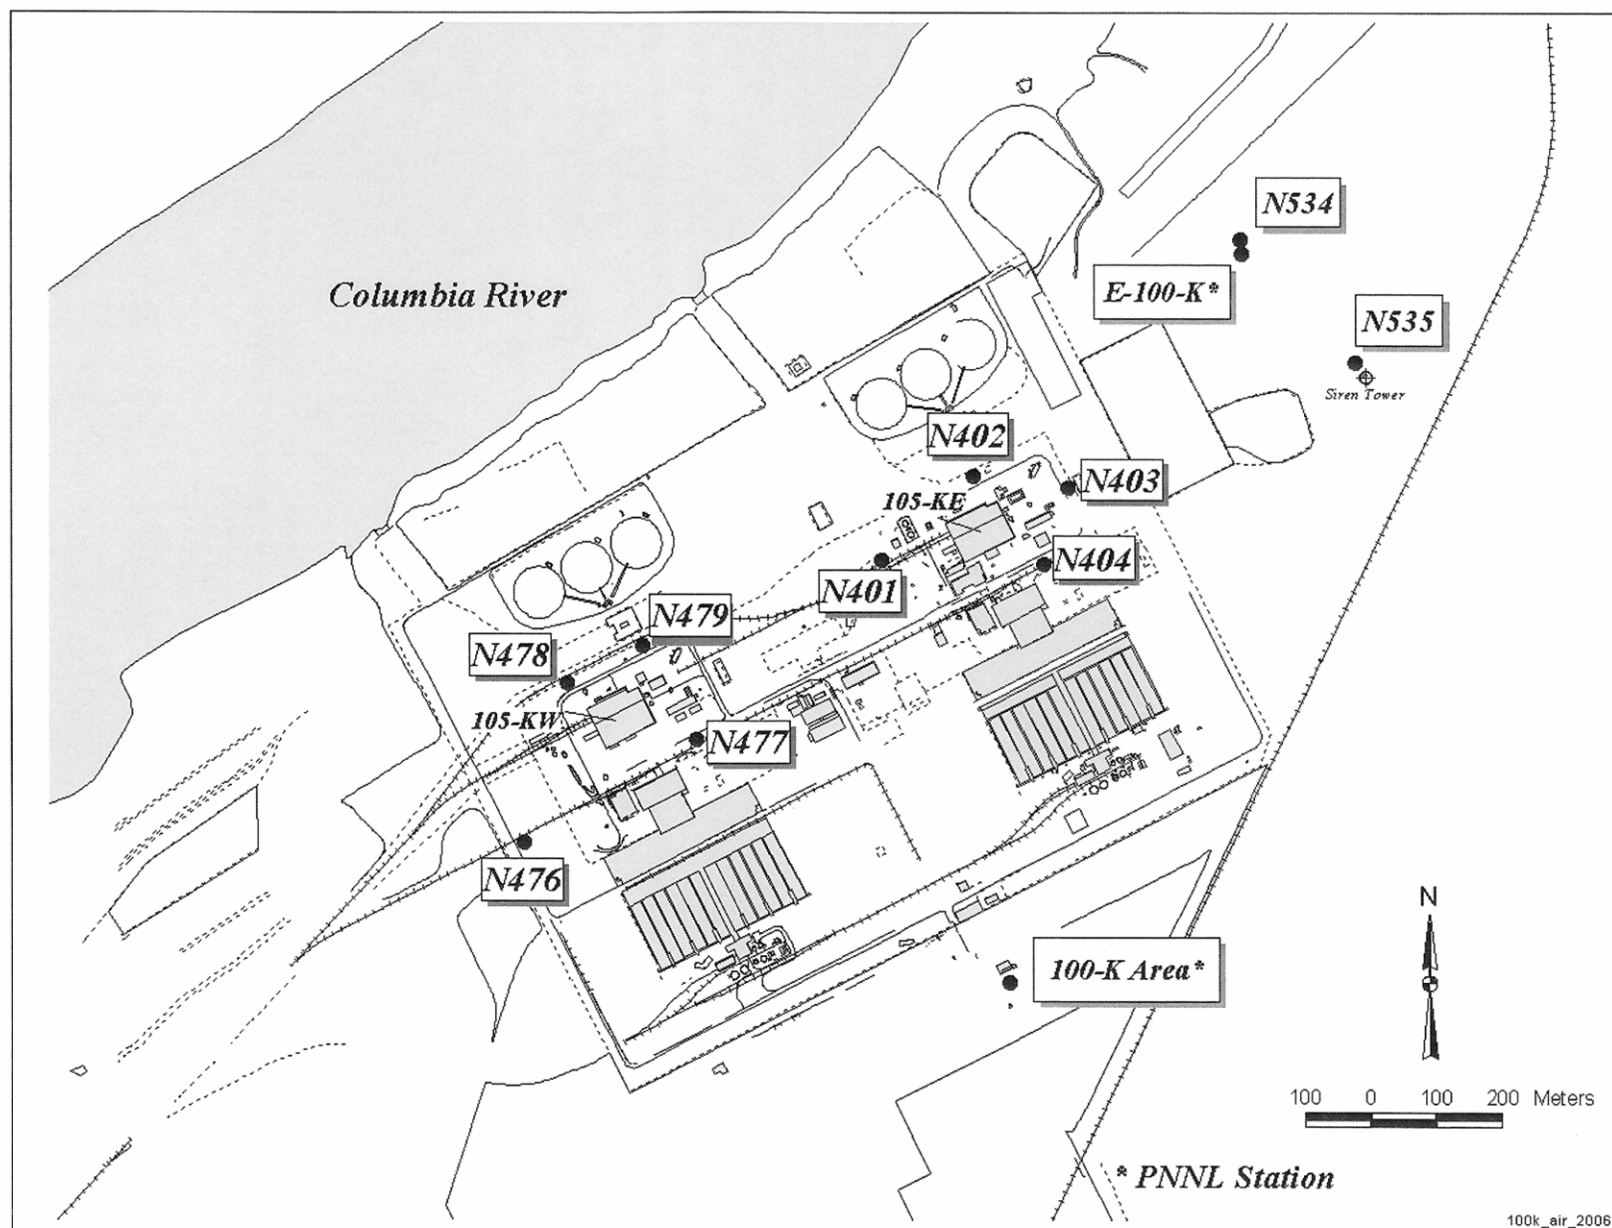 N534
Columbia River
E-100-K*
N535
Siren Tower
N402
N403
105-KE
N404
N401
N479
N478
105-KW
N477
N476
N
100-K Area*
100 0 100 200 Meters
* PNNL Station
100k_air_2006